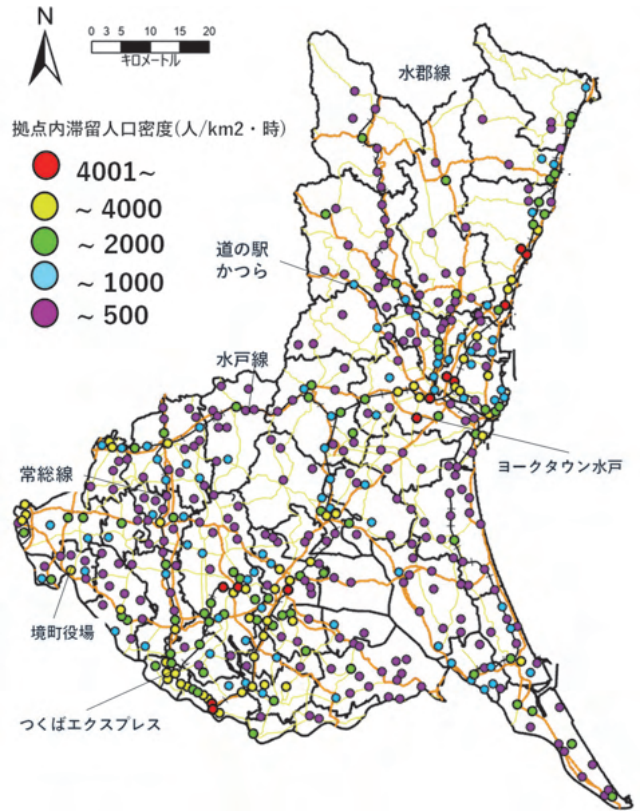 N
0 3 5 10 15 20
キロメートル
水郡線
拠点内滞留人口密度(人/km2・時)
4001~
~ 4000
~ 2000
~ 1000
~ 500
道の駅
かつら
水戸線
ヨークタウン水戸
常総線
境町役場
つくばエクスプレス